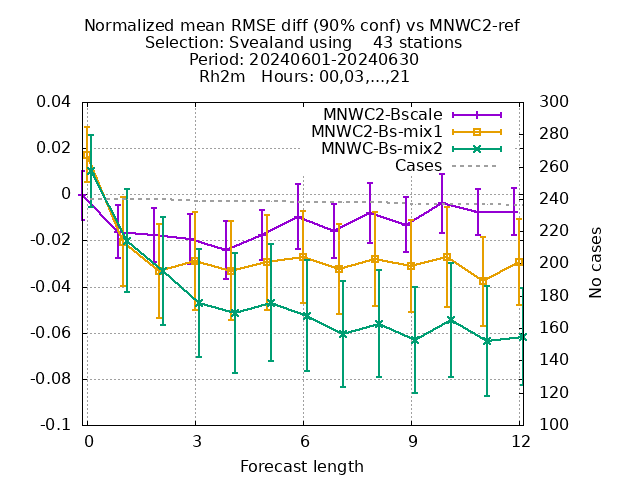 Normalized mean RMSE diff (90% conf) vs MNWC2-ref
Selection: Svealand using    43 stations
Period: 20240601-20240630
Rh2m   Hours: 00,03,...,21
MNWC2-Bscale
MNWC2-Bs-mix1
MNWC-Bs-mix2
Cases
0.04
0.02
0
-0.02
-0.04
-0.06
-0.08
-0.1
300
280
260
240
220
200
180
160
140
120
100
No cases
0 3 6 9 12
Forecast length